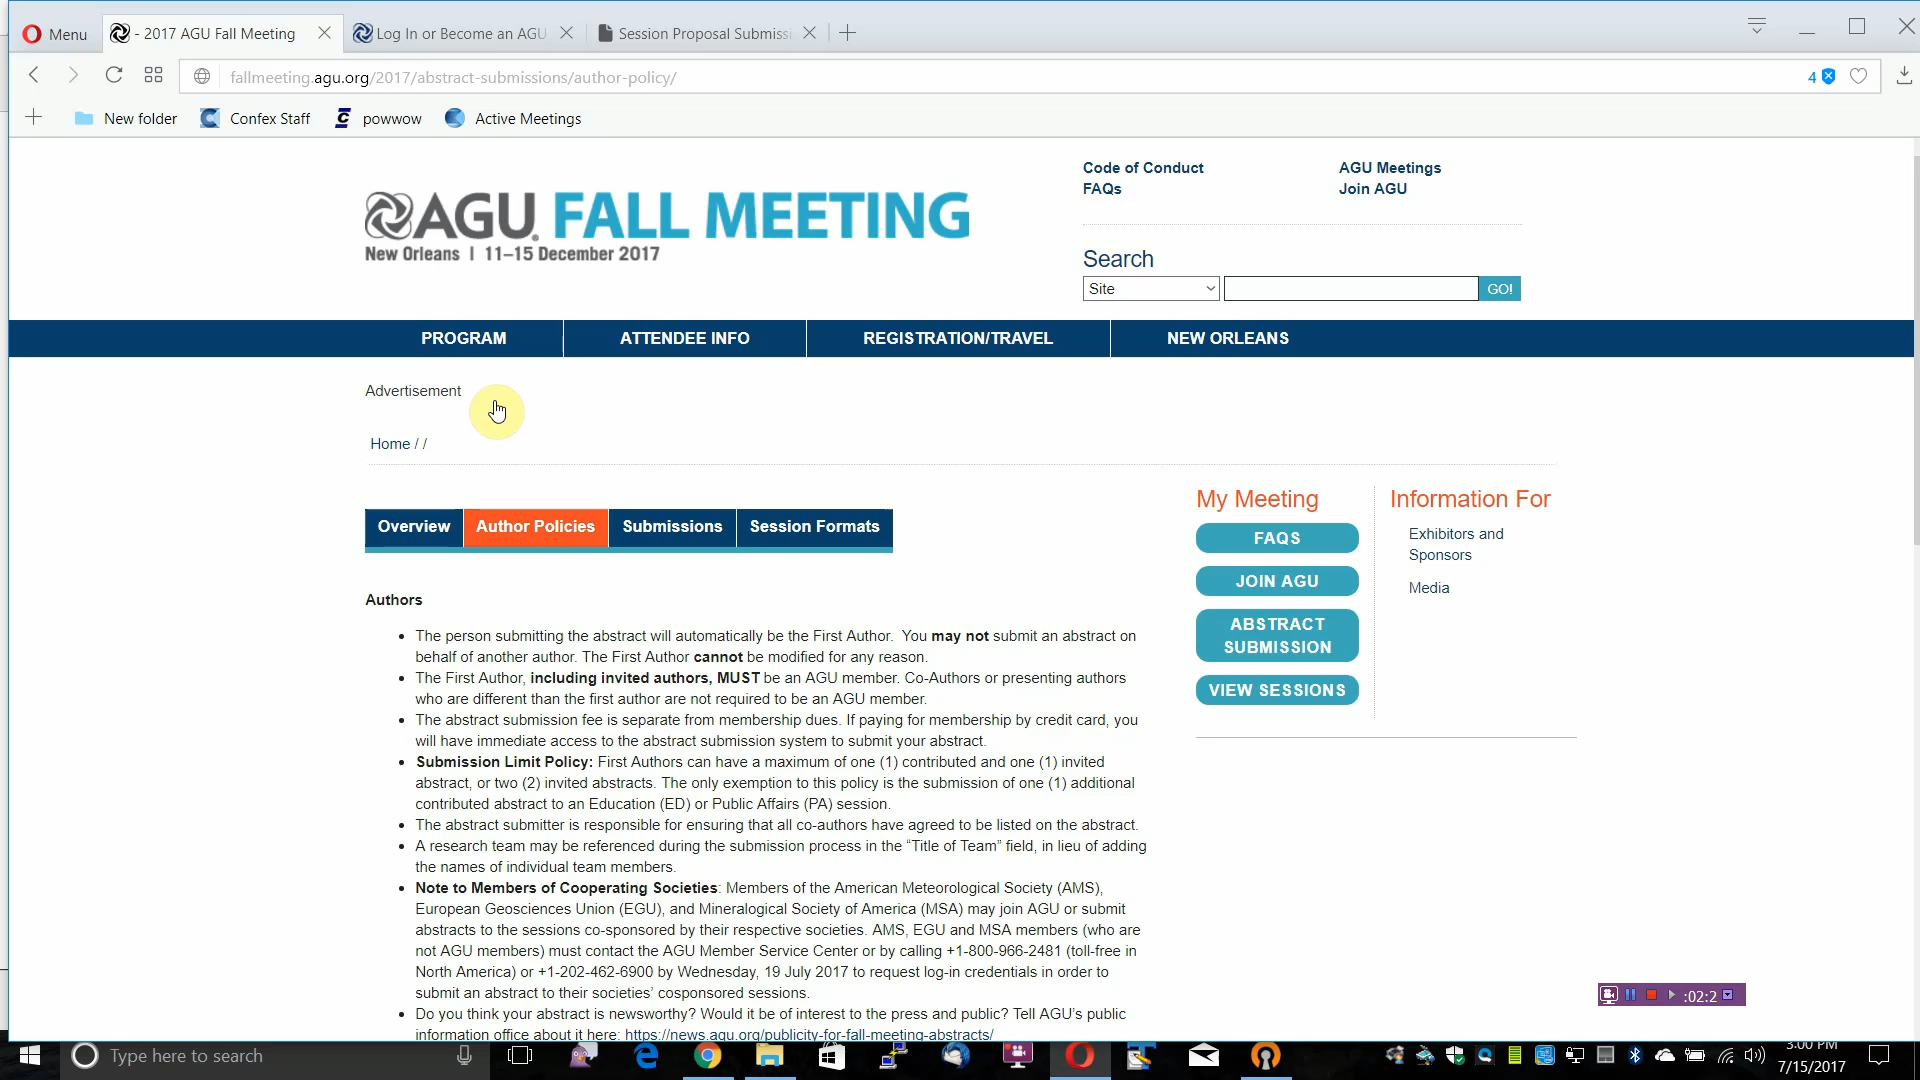 Menu
- 2017 AGU Fall Meeting
Log In or Become an AGU
Session Proposal Submiss
fallmeeting.agu.org/2017/abstract-submissions/author-policy/
4
New folder
Confex Staff
powwow
Active Meetings
Code of Conduct
AGU Meetings
FAQs
Join AGU
AGU FALL MEETING
New Orleans | 11–15 December 2017
Search
Site
GO!
PROGRAM
ATTENDEE INFO
REGISTRATION/TRAVEL
NEW ORLEANS
Advertisement
Home / /
Overview
Author Policies
Submissions
Session Formats
My Meeting
FAQS
JOIN AGU
ABSTRACT
SUBMISSION
VIEW SESSIONS
Information For
Exhibitors and
Sponsors
Media
Authors
• The person submitting the abstract will automatically be the First Author. You may not submit an abstract on
behalf of another author. The First Author cannot be modified for any reason.
• The First Author, including invited authors, MUST be an AGU member. Co-Authors or presenting authors
who are different than the first author are not required to be an AGU member.
• The abstract submission fee is separate from membership dues. If paying for membership by credit card, you
will have immediate access to the abstract submission system to submit your abstract.
• Submission Limit Policy: First Authors can have a maximum of one (1) contributed and one (1) invited
abstract, or two (2) invited abstracts. The only exemption to this policy is the submission of one (1) additional
contributed abstract to an Education (ED) or Public Affairs (PA) session.
• The abstract submitter is responsible for ensuring that all co-authors have agreed to be listed on the abstract.
• A research team may be referenced during the submission process in the “Title of Team” field, in lieu of adding
the names of individual team members.
• Note to Members of Cooperating Societies: Members of the American Meteorological Society (AMS),
European Geosciences Union (EGU), and Mineralogical Society of America (MSA) may join AGU or submit
abstracts to the sessions co-sponsored by their respective societies. AMS, EGU and MSA members (who are
not AGU members) must contact the AGU Member Service Center or by calling +1-800-966-2481 (toll-free in
North America) or +1-202-462-6900 by Wednesday, 19 July 2017 to request log-in credentials in order to
submit an abstract to their societies’ cosponsored sessions.
• Do you think your abstract is newsworthy? Would it be of interest to the press and public? Tell AGU’s public
information office about it here: https://news.agu.org/publicity-for-fall-meeting-abstracts/
:02:2
Type here to search
3:00 PM
7/15/2017